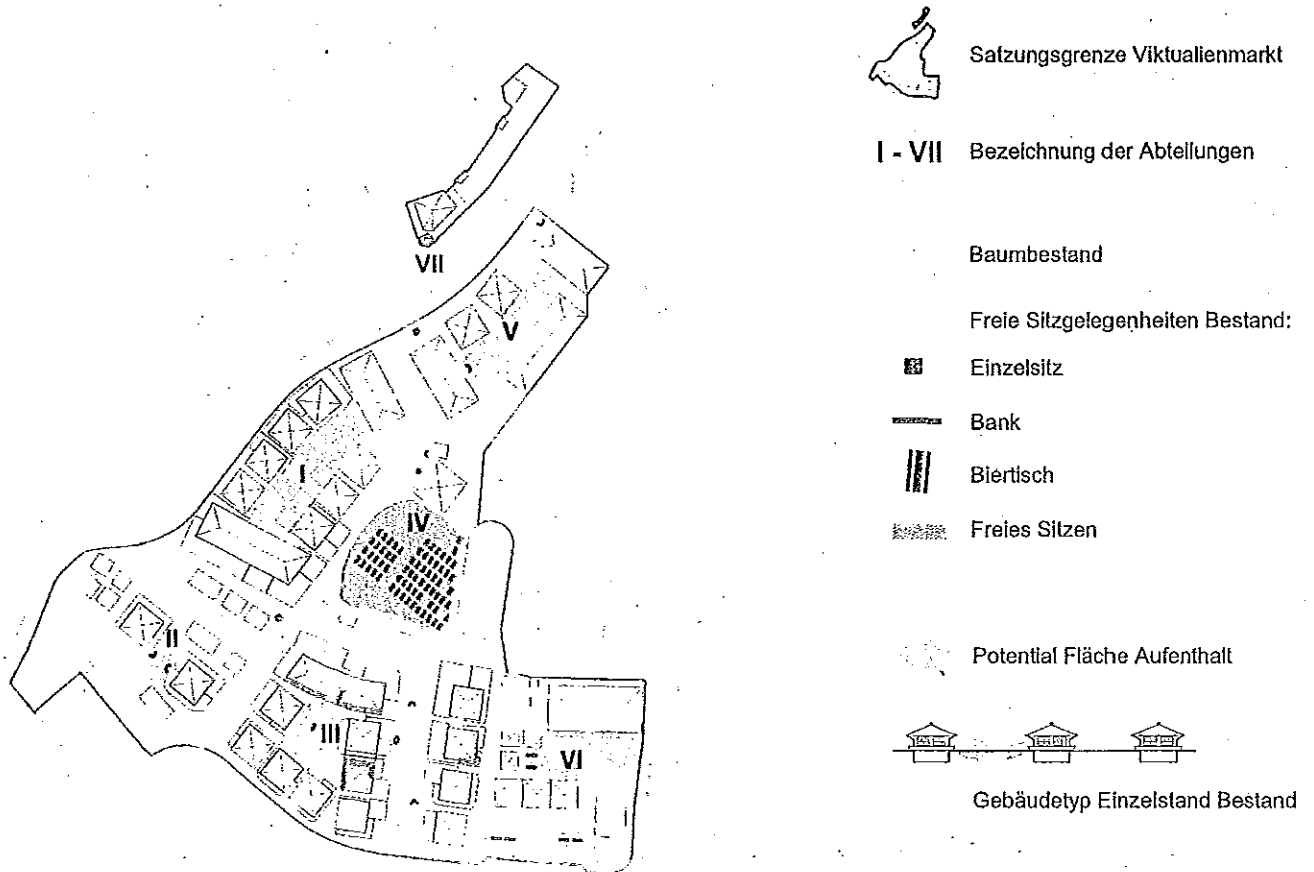 Satzungsgrenze Viktualienmarkt
I - VII Bezeichnung der Abteilungen
Baumbestand
Freie Sitzgelegenheiten Bestand:
Einzelsitz
Bank
Biertisch
Freies Sitzen
Potential Fläche Aufenthalt
Gebäudetyp Einzelstand Bestand
VII
V
I
IV
II
III
VI